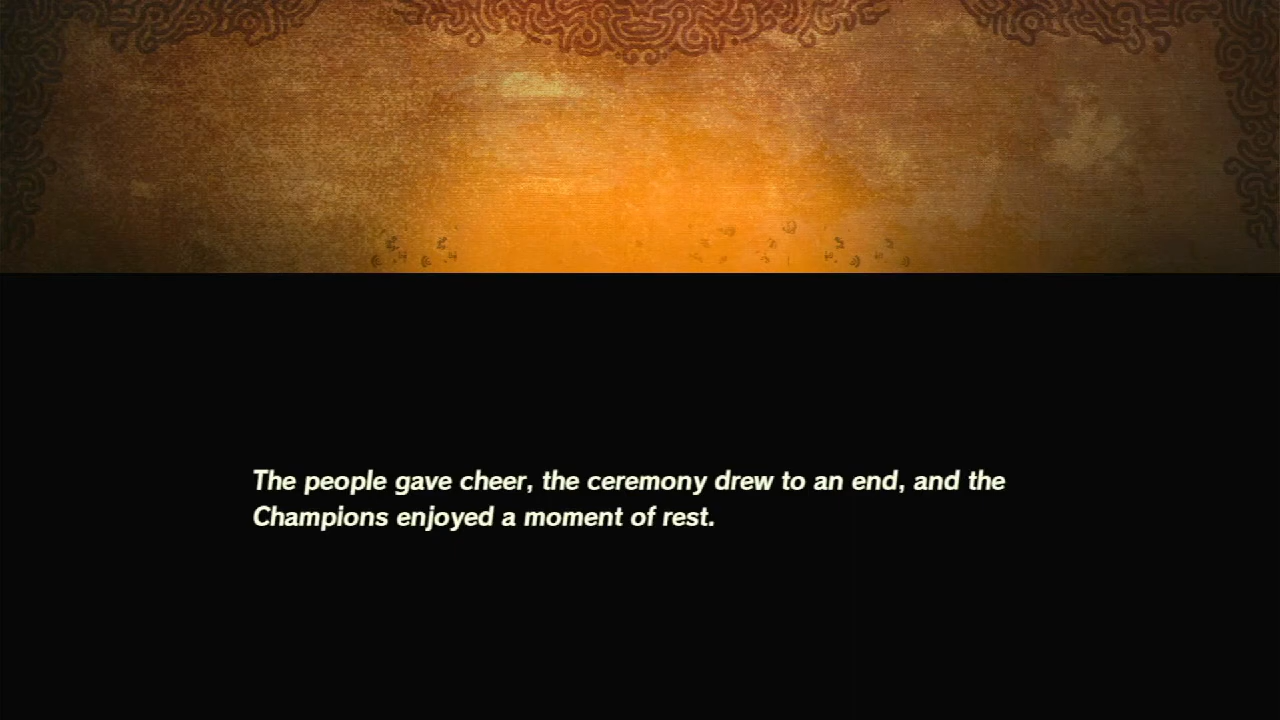 The people gave cheer, the ceremony drew to an end, and the
Champions enjoyed a moment of rest.